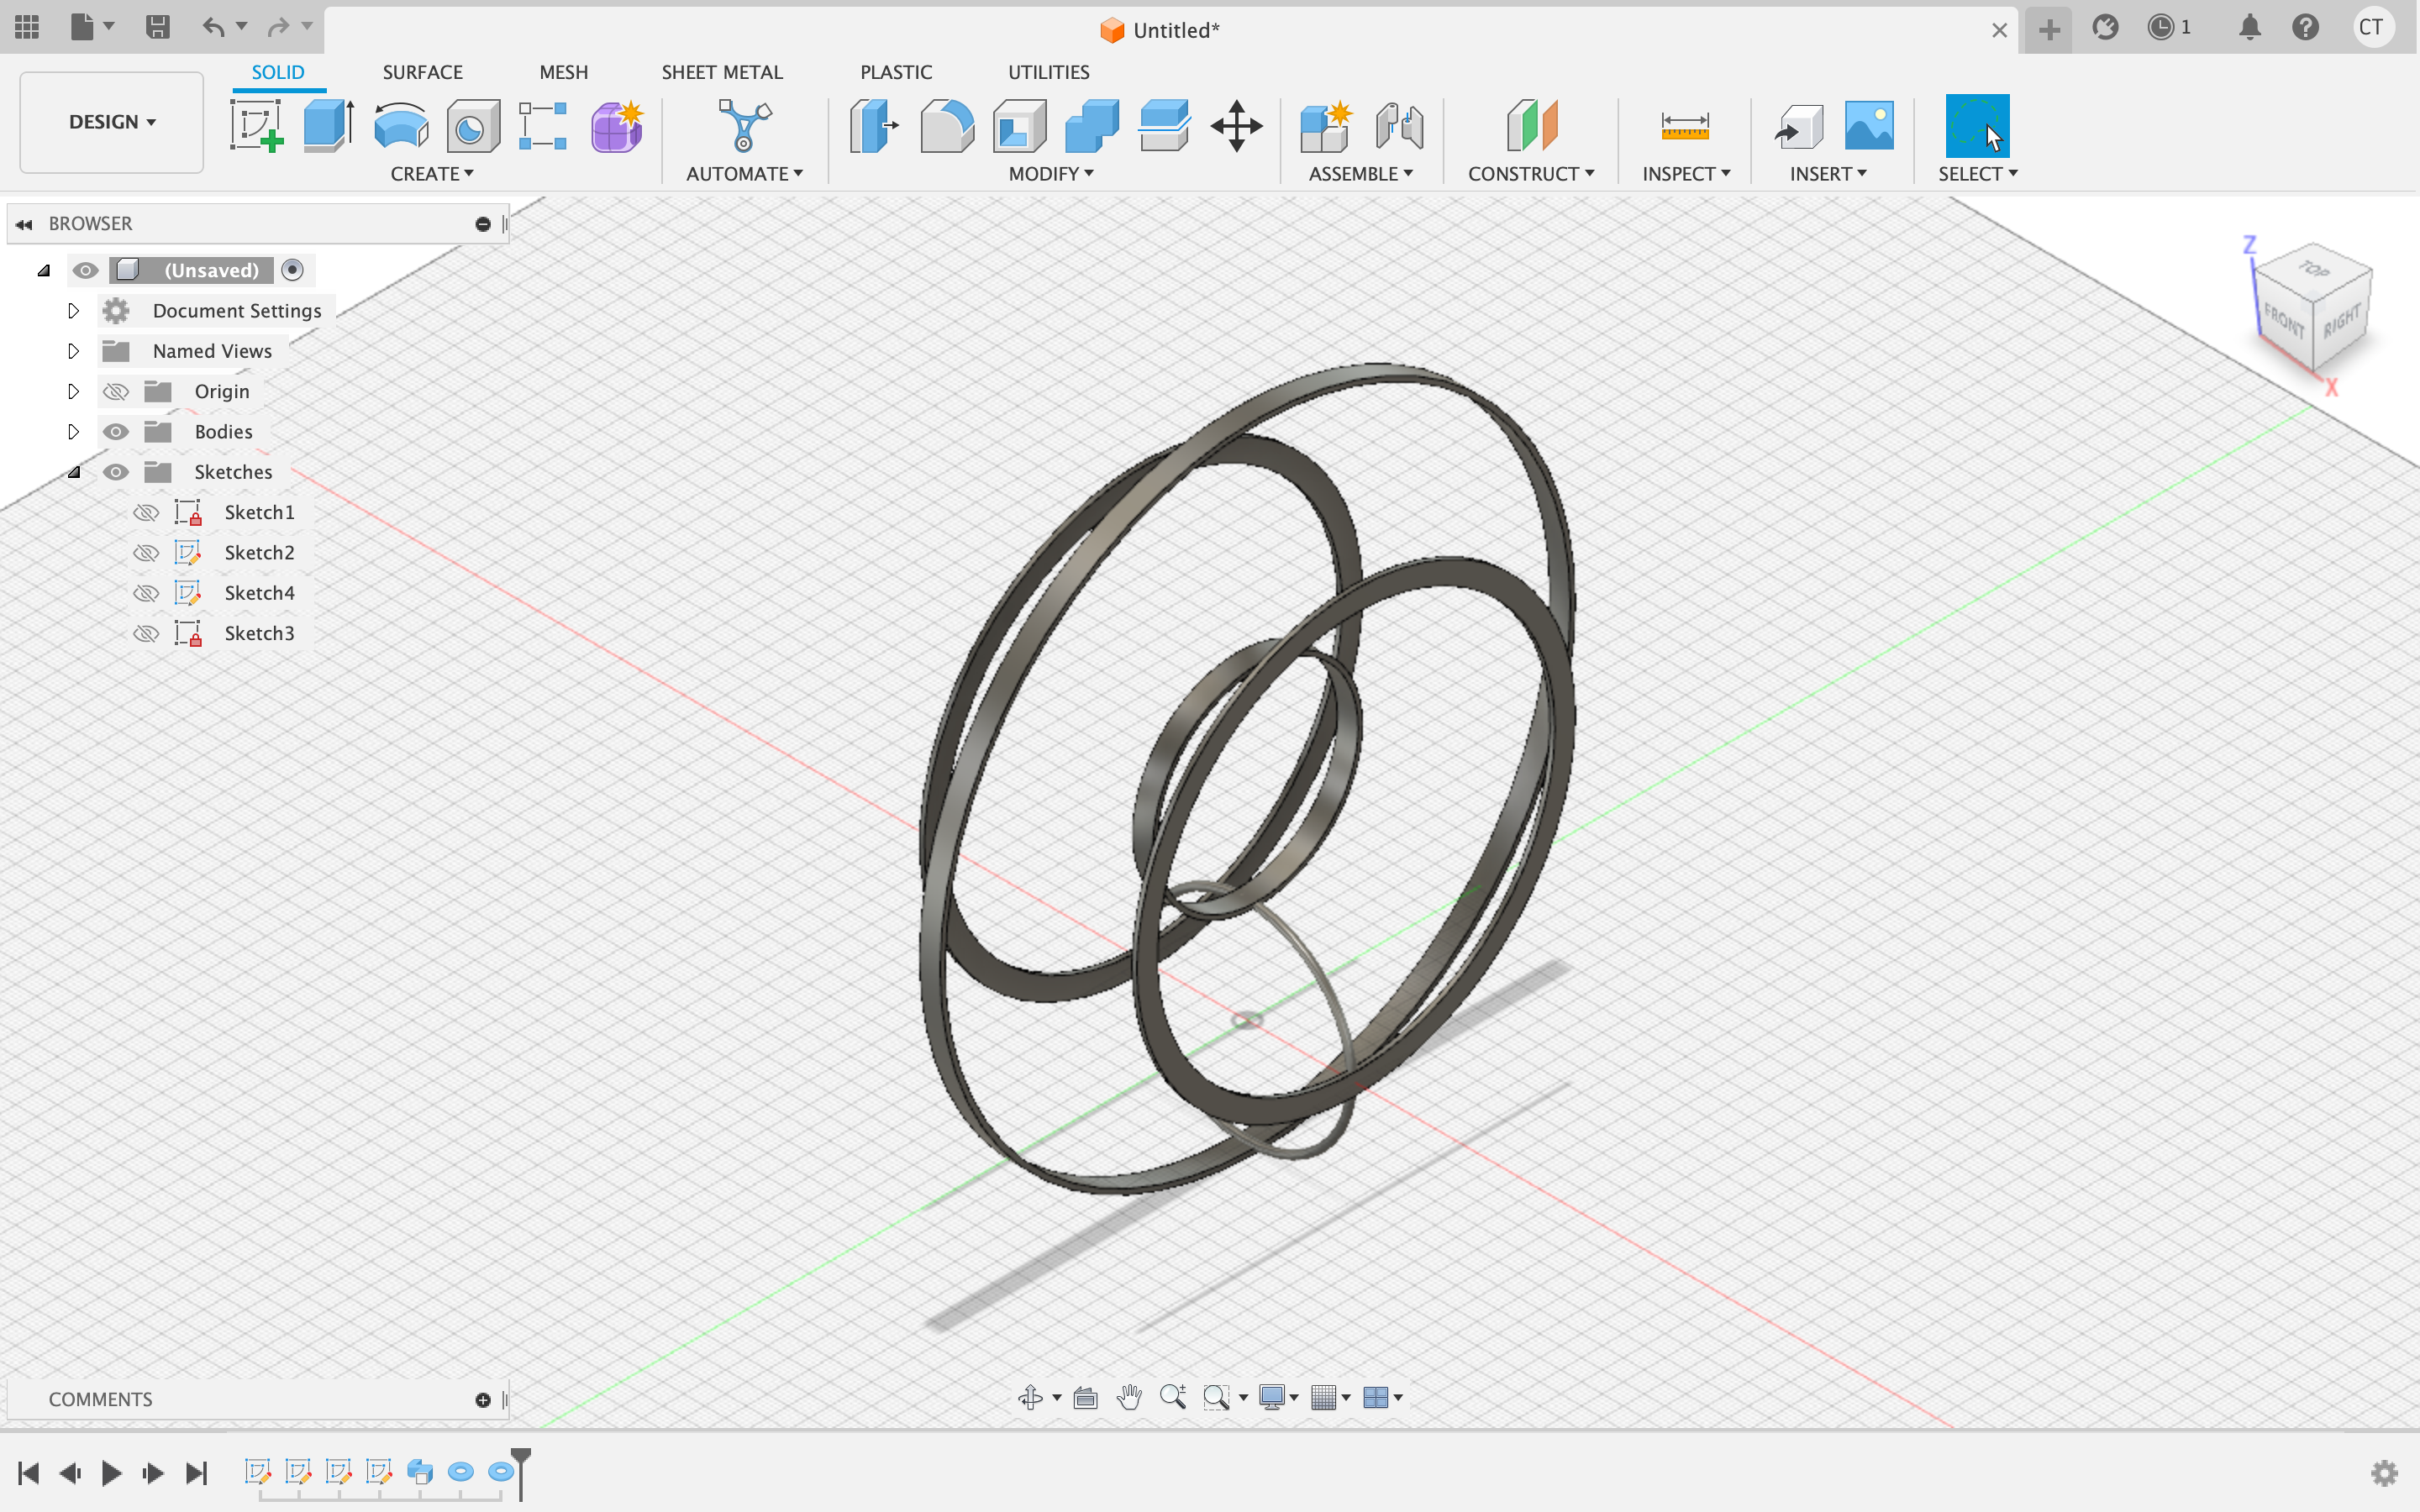 Untitled*
1
CT
SOLID SURFACE MESH SHEET METAL PLASTIC UTILITIES
DESIGN
CREATE AUTOMATE MODIFY ASSEMBLE CONSTRUCT INSPECT INSERT SELECT
BROWSER
(Unsaved)
Document Settings
Named Views
Origin
Bodies
Sketches
Sketch1
Sketch2
Sketch4
Sketch3
Z
TOP
FRONT RIGHT
X
COMMENTS